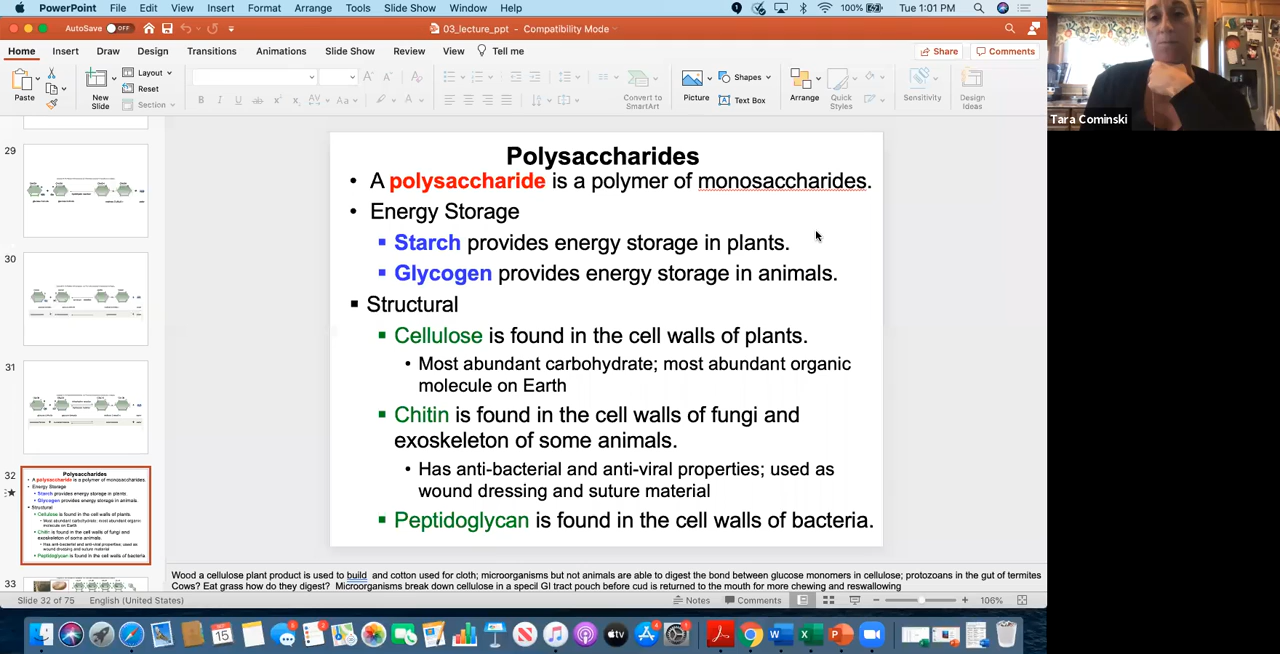 PowerPoint File Edit View Insert Format Arrange Tools Slide Show Window Help 100% Tue 1:01 PM
AutoSave OFF 03_lecture_ppt - Compatibility Mode
Home Insert Draw Design Transitions Animations Slide Show Review View Tell me Share Comments
Paste New Slide Layout Reset Section Convert to SmartArt Picture Shapes Text Box Arrange Quick Styles Sensitivity Design Ideas
Tara Cominski
29
30
31
32
33
Polysaccharides
• A polysaccharide is a polymer of monosaccharides.
• Energy Storage
▪ Starch provides energy storage in plants.
▪ Glycogen provides energy storage in animals.
▪ Structural
▪ Cellulose is found in the cell walls of plants.
• Most abundant carbohydrate; most abundant organic
molecule on Earth
▪ Chitin is found in the cell walls of fungi and
exoskeleton of some animals.
• Has anti-bacterial and anti-viral properties; used as
wound dressing and suture material
▪ Peptidoglycan is found in the cell walls of bacteria.
Wood a cellulose plant product is used to build and cotton used for cloth; microorganisms but not animals are able to digest the bond between glucose monomers in cellulose; protozoans in the gut of termites
Cows? Eat grass how do they digest? Microrganisms break down cellulose in a specil GI tract pouch before cud is returned to the mouth for more chewing and reswallowing
Slide 32 of 75 English (United States) Notes Comments 106%